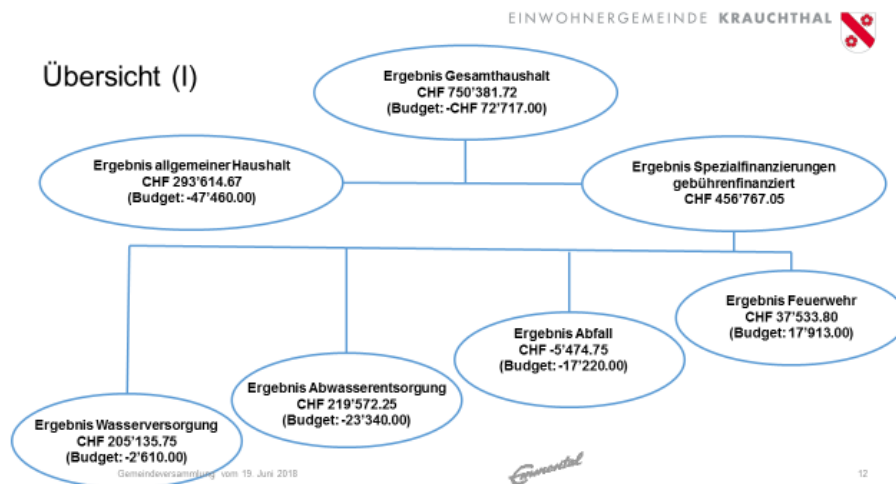 EINWOHNERGEMEINDE KRAUCHTHAL
Übersicht (I)
Ergebnis Gesamthaushalt
CHF 750'381.72
(Budget: -CHF 72'717.00)
Ergebnis allgemeiner Haushalt
CHF 293'614.67
(Budget: -47'460.00)
Ergebnis Spezialfinanzierungen
gebührenfinanziert
CHF 456'767.05
Ergebnis Feuerwehr
CHF 37'533.80
(Budget: 17'913.00)
Ergebnis Abfall
CHF -5'474.75
(Budget: -17'220.00)
Ergebnis Abwasserentsorgung
CHF 219'572.25
(Budget: -23'340.00)
Ergebnis Wasserversorgung
CHF 205'135.75
(Budget: -2'610.00)
Gemeindeversammlung vom 19. Juni 2018
Emmental
12